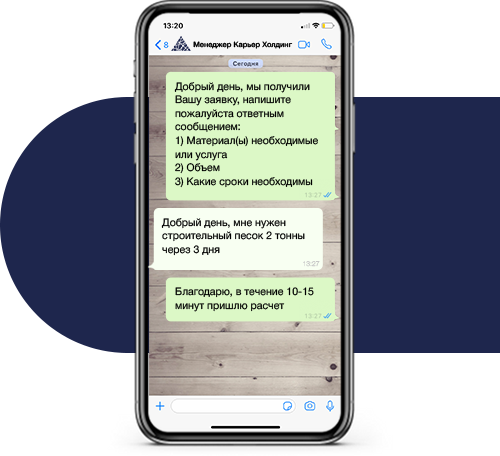 13:20
8 Менеджер Карьер Холдинг
Сегодня
Добрый день, мы получили
Вашу заявку, напишите
пожалуйста ответным
сообщением:
1) Материал(ы) необходимые
или услуга
2) Объем
3) Какие сроки необходимы
13:27
Добрый день, мне нужен
строительный песок 2 тонны
через 3 дня
13:27
Благодарю, в течение 10-15
минут пришлю расчет
13:27